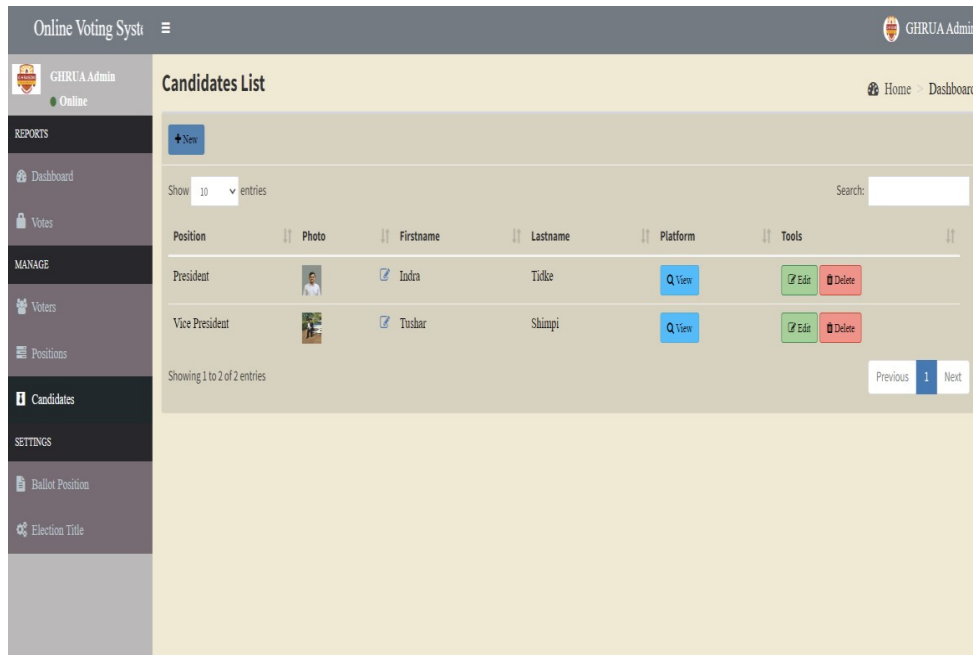 Online Voting Syste
GHRUA Admin
GHRUA Admin
Online
Candidates List
Home > Dashboard
REPORTS
+New
Dashboard
Show 10 entries
Search:
Votes
Position Photo Firstname Lastname Platform Tools
MANAGE
President Indra Tidke View Edit Delete
Voters
Vice President Tushar Shimpi View Edit Delete
Positions
Showing 1 to 2 of 2 entries
Previous 1 Next
Candidates
SETTINGS
Ballot Position
Election Title